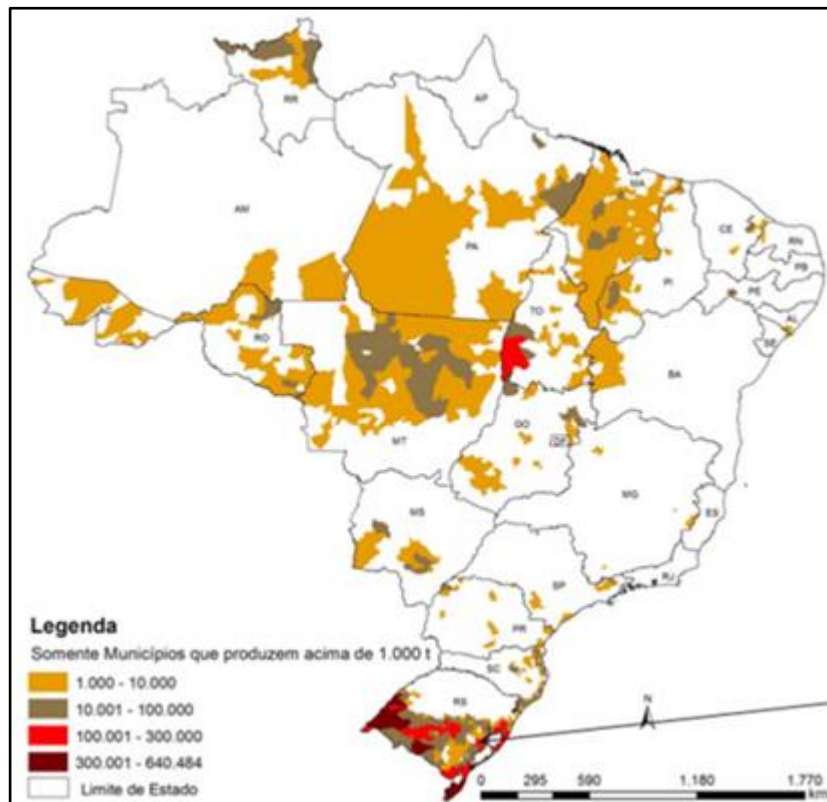 RR
AP
AM
PA
MA
CE
RN
PB
PI
PE
AL
SE
AC
RO
TO
BA
MT
GO
MG
ES
MS
SP
RJ
PR
SC
RS
N
Legenda
Somente Municípios que produzem acima de 1.000 t
1.000 - 10.000
10.001 - 100.000
100.001 - 300.000
300.001 - 640.484
Limite de Estado
0 295 590 1,180 1.770
km